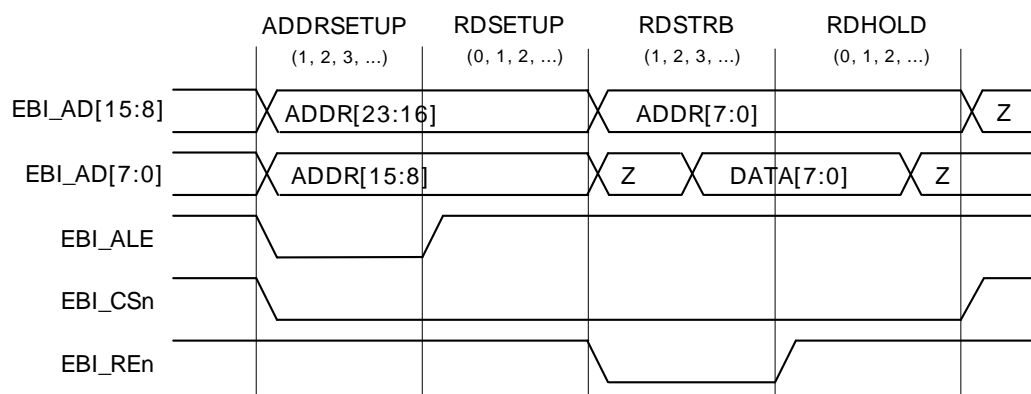 ADDRSETUP RDSETUP RDSTRB RDHOLD
(1, 2, 3, ...) (0, 1, 2, ...) (1, 2, 3, ...) (0, 1, 2, ...)
EBI_AD[15:8] ADDR[23:16] ADDR[7:0] Z
EBI_AD[7:0] ADDR[15:8] Z DATA[7:0] Z
EBI_ALE
EBI_CSn
EBI_REn